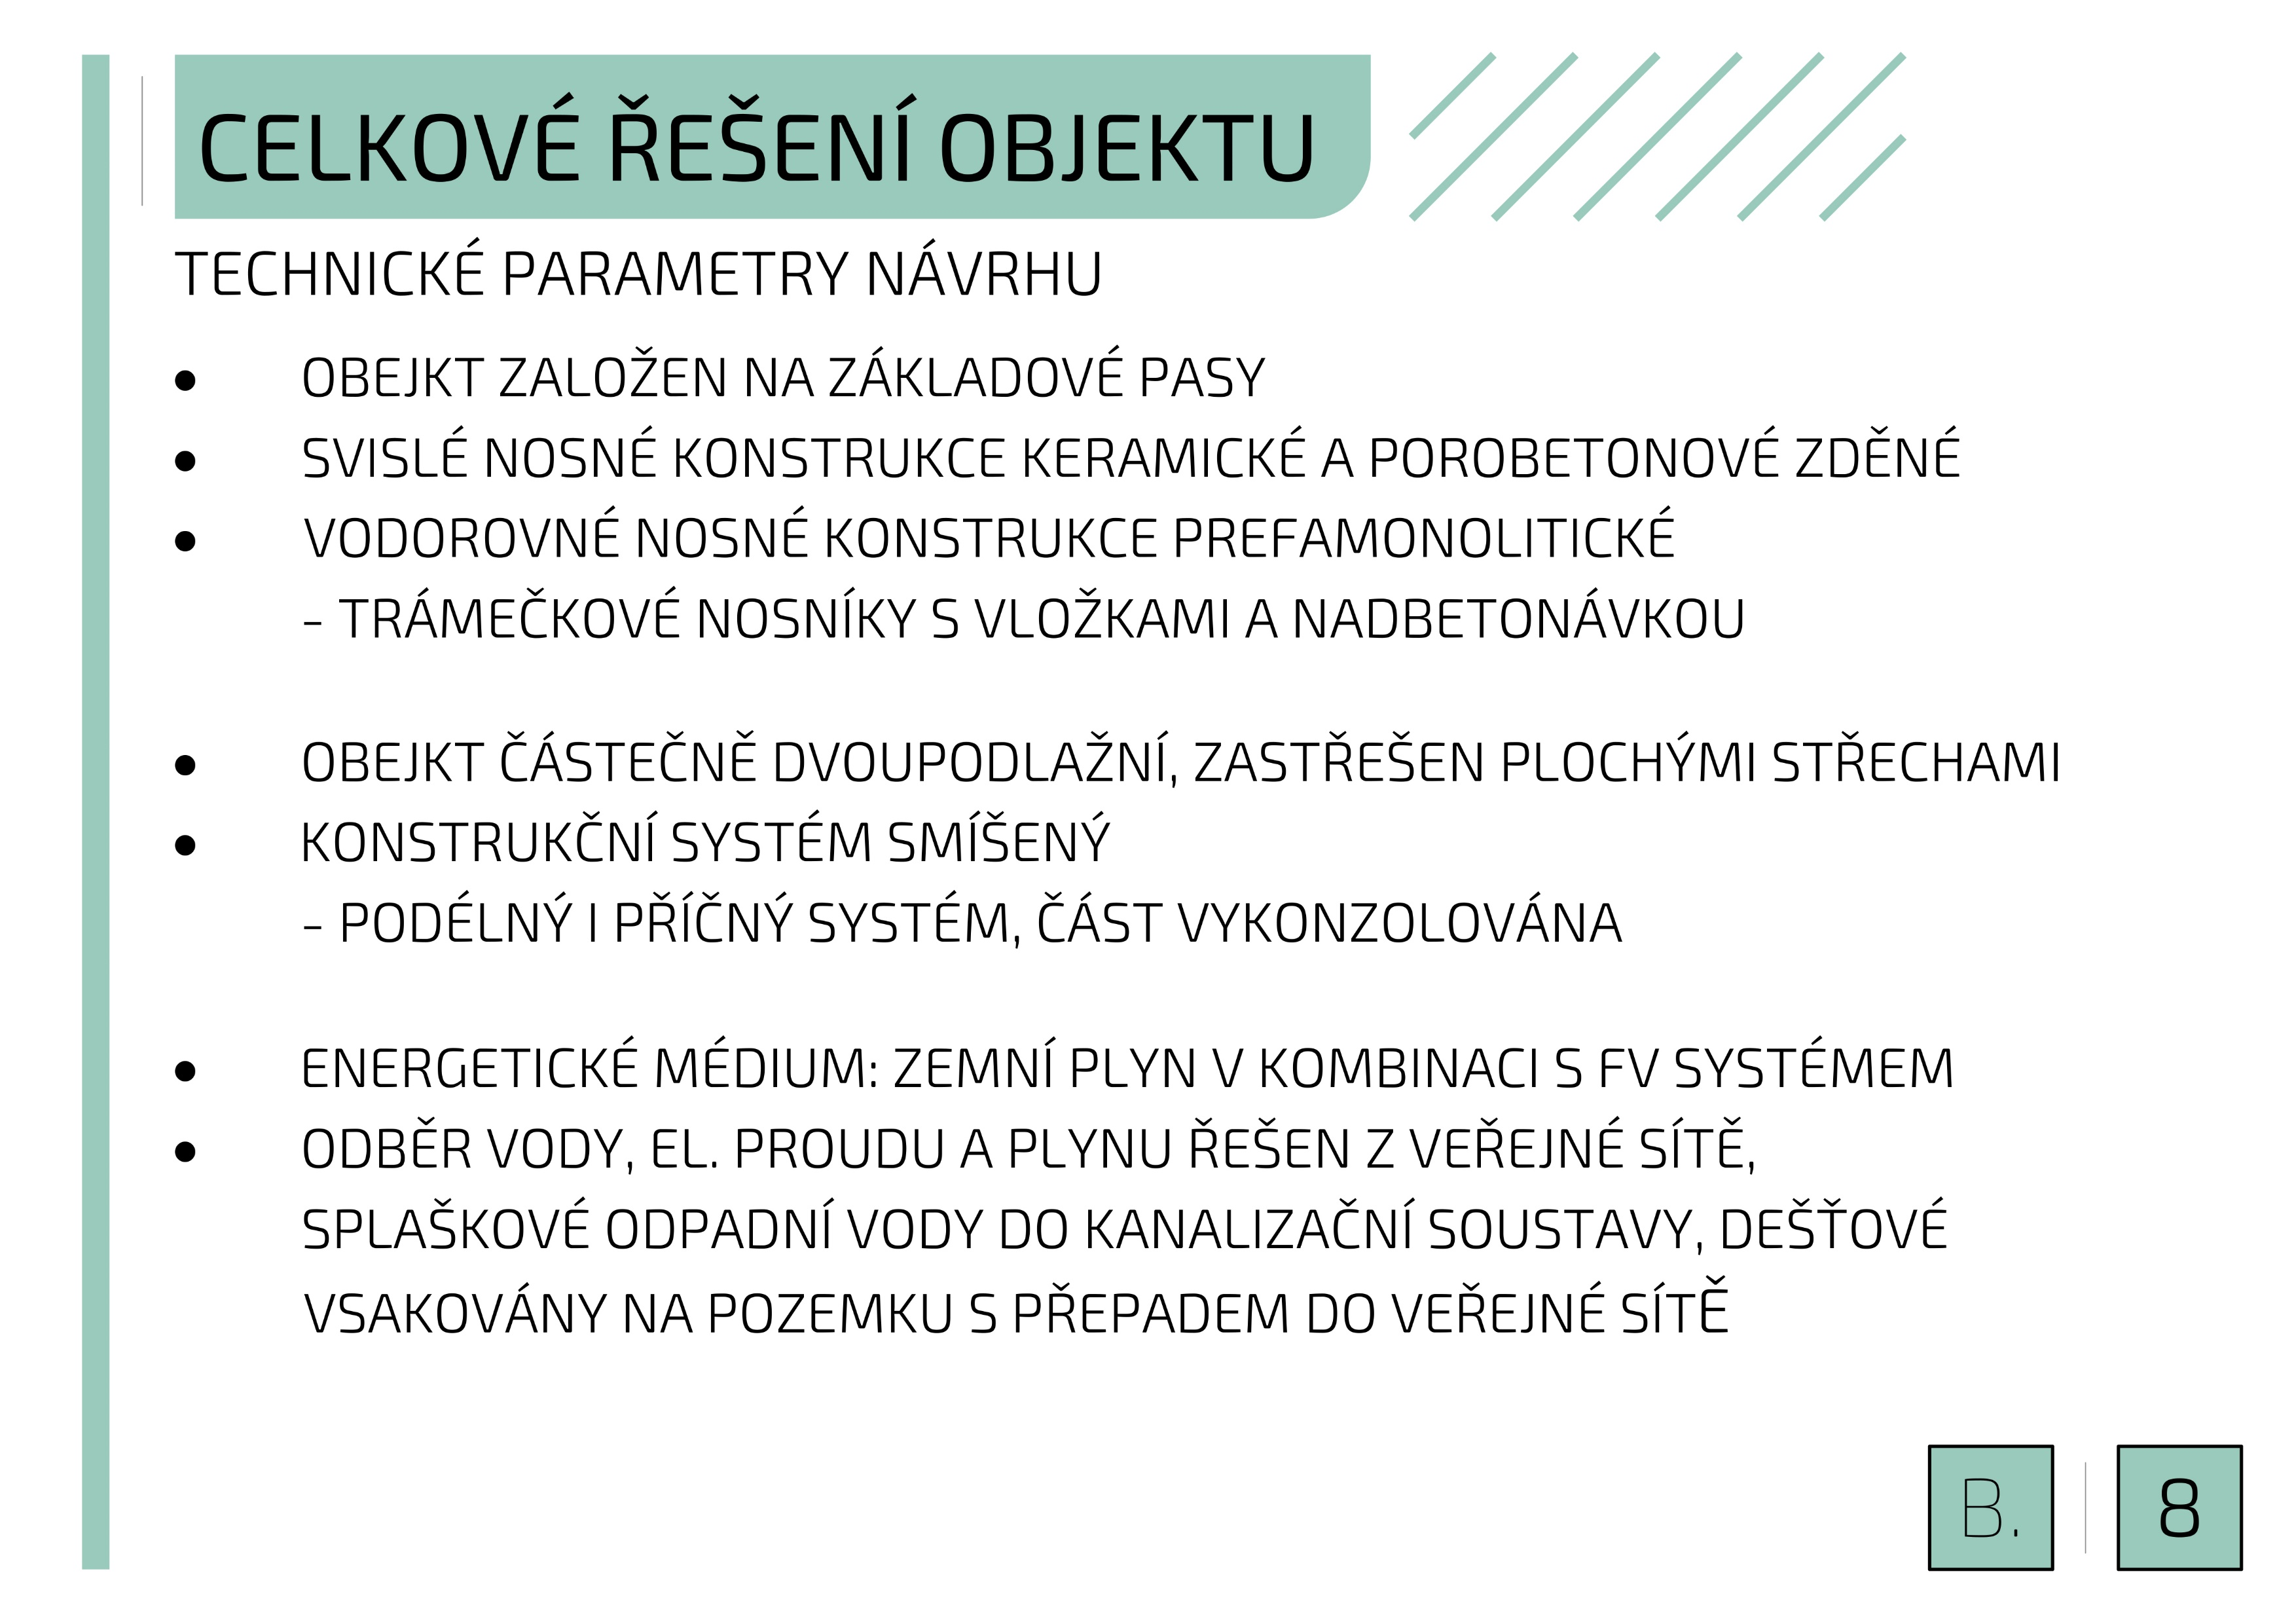 CELKOVÉ ŘEŠENÍ OBJEKTU
TECHNICKÉ PARAMETRY NÁVRHU
● OBEJKT ZALOŽEN NA ZÁKLADOVÉ PASY
● SVISLÉ NOSNÉ KONSTRUKCE KERAMICKÉ A POROBETONOVÉ ZDĚNÉ
● VODOROVNÉ NOSNÉ KONSTRUKCE PREFAMONOLITICKÉ
– TRÁMEČKOVÉ NOSNÍKY S VLOŽKAMI A NADBETONÁVKOU
● OBEJKT ČÁSTEČNĚ DVOUPODLAŽNÍ, ZASTŘEŠEN PLOCHÝMI STŘECHAMI
● KONSTRUKČNÍ SYSTÉM SMÍŠENÝ
– PODÉLNÝ I PŘÍČNÝ SYSTÉM, ČÁST VYKONZOLOVÁNA
● ENERGETICKÉ MÉDIUM: ZEMNÍ PLYN V KOMBINACI S FV SYSTÉMEM
● ODBĚR VODY, EL. PROUDU A PLYNU ŘEŠEN Z VEŘEJNÉ SÍTĚ,
SPLAŠKOVÉ ODPADNÍ VODY DO KANALIZAČNÍ SOUSTAVY, DEŠŤOVÉ
VSAKOVÁNY NA POZEMKU S PŘEPADEM DO VEŘEJNÉ SÍTĚ
B. 8